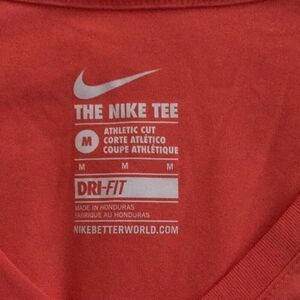 THE NIKE TEE
M
ATHLETIC CUT
CORTE ATLÉTICO
COUPE ATHLÉTIQUE
M M M
DRI-FIT
MADE IN HONDURAS
FABRIQUÉ AU HONDURAS
NIKEBETTERWORLD.COM